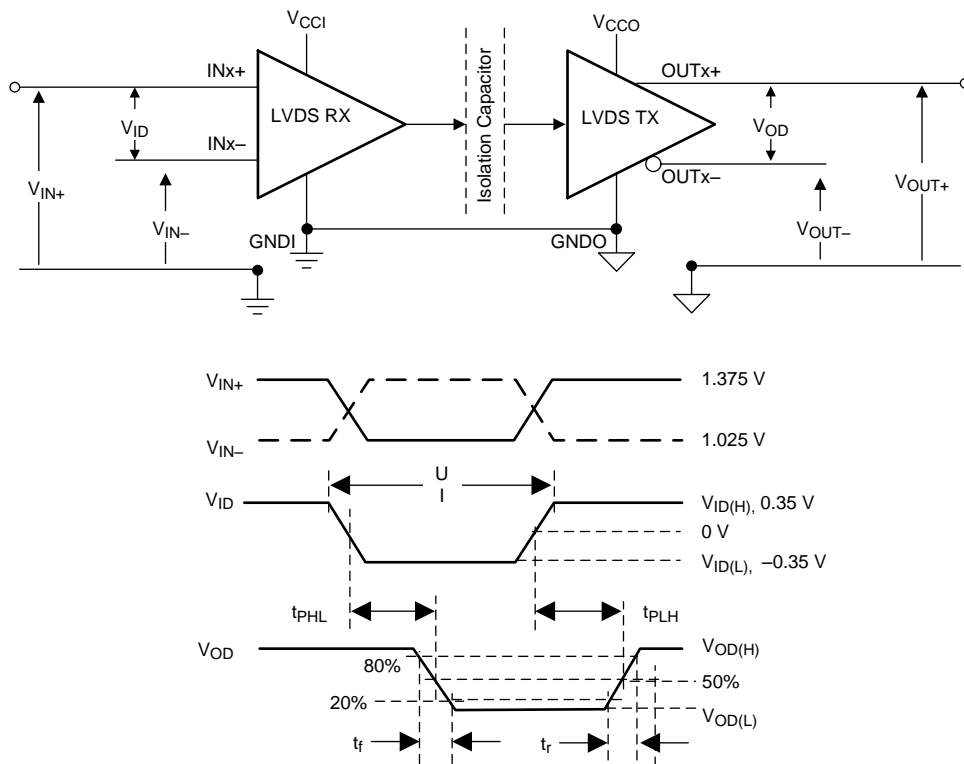 VCCI
VCCO
INx+
OUTx+
LVDS RX
Isolation Capacitor
LVDS TX
VID
VOD
INx–
OUTx–
VIN+
VIN–
VOUT+
VOUT–
GNDI
GNDO
VIN+
1.375 V
VIN–
1.025 V
U
I
VID
VID(H), 0.35 V
0 V
VID(L), –0.35 V
tPHL
tPLH
VOD
VOD(H)
80%
50%
20%
VOD(L)
tf
tr